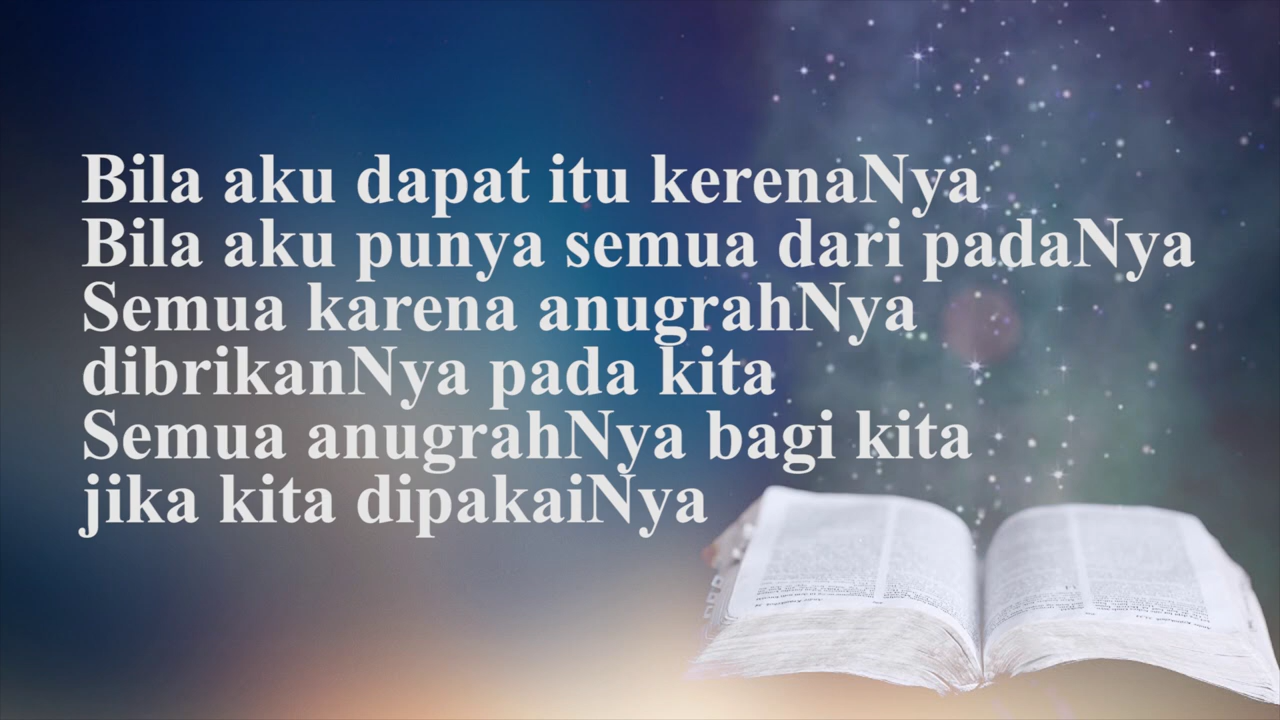 Bila aku dapat itu kerenaNya
Bila aku punya semua dari padaNya
Semua karena anugrahNya
dibrikanNya pada kita
Semua anugrahNya bagi kita
jika kita dipakaiNya